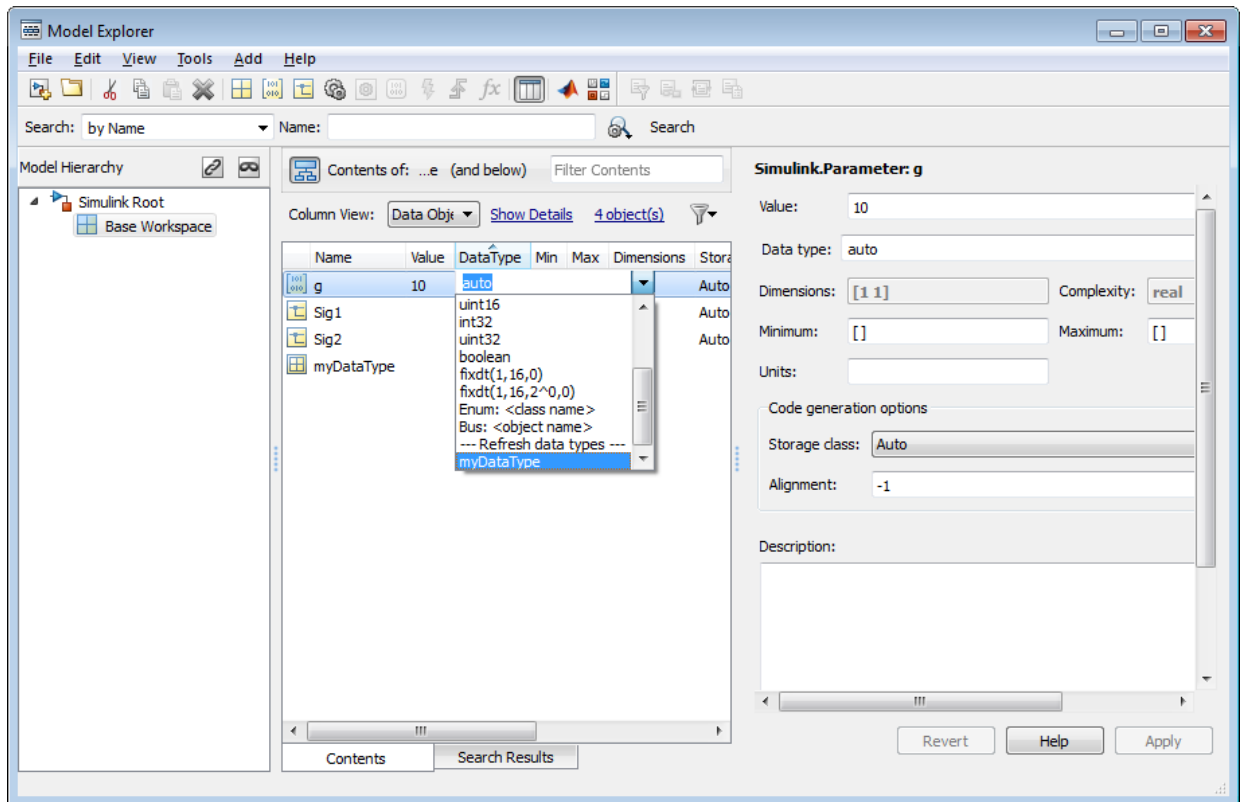 Model Explorer
File Edit View Tools Add Help
Search: by Name Name: Search
Model Hierarchy
Simulink Root
Base Workspace
Contents of: ...e (and below) Filter Contents
Column View: Data Obje Show Details 4 object(s)
Name Value DataType Min Max Dimensions Stora
g 10 auto Auto
Sig1 Auto
Sig2 Auto
myDataType
uint16
int32
uint32
boolean
fixdt(1,16,0)
fixdt(1,16,2^0,0)
Enum: <class name>
Bus: <object name>
--- Refresh data types ---
myDataType
Contents Search Results
Simulink.Parameter: g
Value: 10
Data type: auto
Dimensions: [1 1] Complexity: real
Minimum: [] Maximum: []
Units:
Code generation options
Storage class: Auto
Alignment: -1
Description:
Revert Help Apply